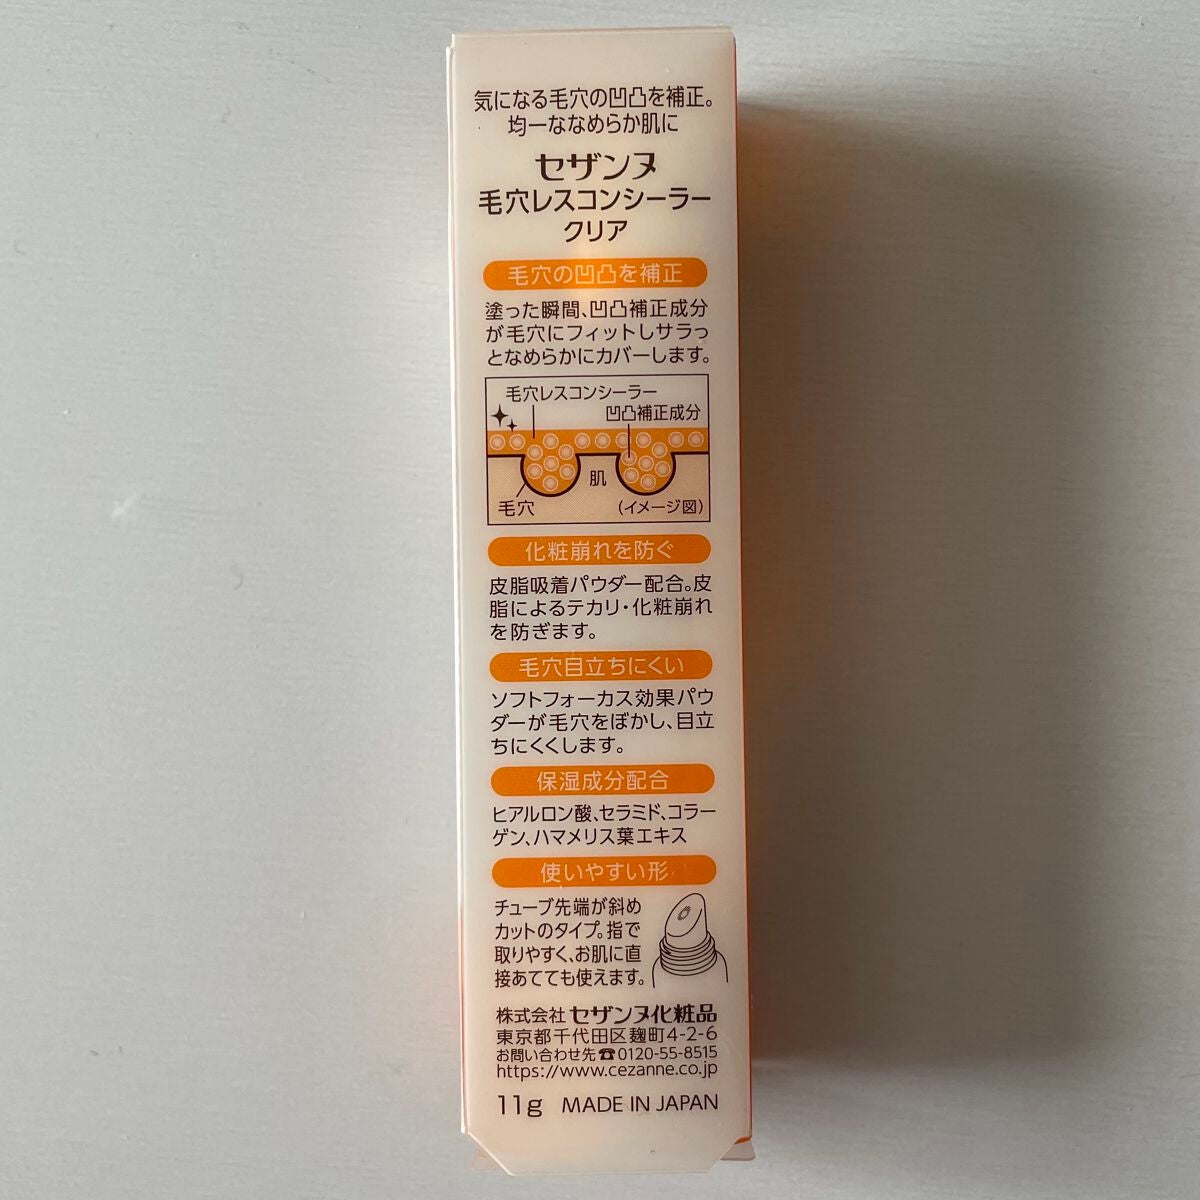 気になる毛穴の凹凸を補正。
均一ななめらか肌に
セザンヌ
毛穴レスコンシーラー
クリア
毛穴の凹凸を補正
塗った瞬間、凹凸補正成分
が毛穴にフィットしサラっ
となめらかにカバーします。
毛穴レスコンシーラー
凹凸補正成分
肌
毛穴
(イメージ図)
化粧崩れを防ぐ
皮脂吸着パウダー配合。皮
脂によるテカリ・化粧崩れ
を防ぎます。
毛穴目立ちにくい
ソフトフォーカス効果パウ
ダーが毛穴をぼかし、目立
ちにくくします。
保湿成分配合
ヒアルロン酸、セラミド、コラー
ゲン、ハマメリス葉エキス
使いやすい形
チューブ先端が斜め
カットのタイプ。指で
取りやすく、お肌に直
接あてても使えます。
株式会社 セザンヌ化粧品
東京都千代田区麹町4-2-6
お問い合わせ先☎0120-55-8515
https://www.cezanne.co.jp
11g MADE IN JAPAN